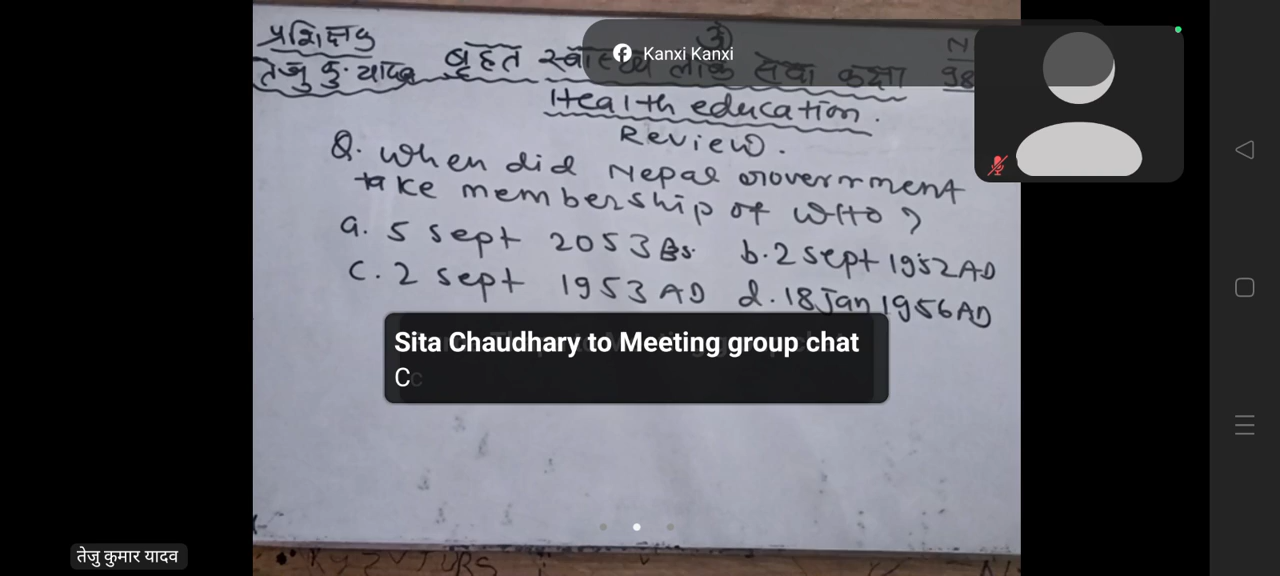 प्रशिक्षक
तेजु कु. यादव
बृहत स्वास्थ्य लोक सेवा कक्षा
N
98
Kanxi Kanxi
Health education.
Review.
Q. When did Nepal Government
take membership of WHO?
a. 5 sept 2053 Bs. b. 2 sept 1952 AD
c. 2 sept 1953 AD d. 18 Jan 1956 AD
Sita Chaudhary to Meeting group chat
C
तेजु कुमार यादव